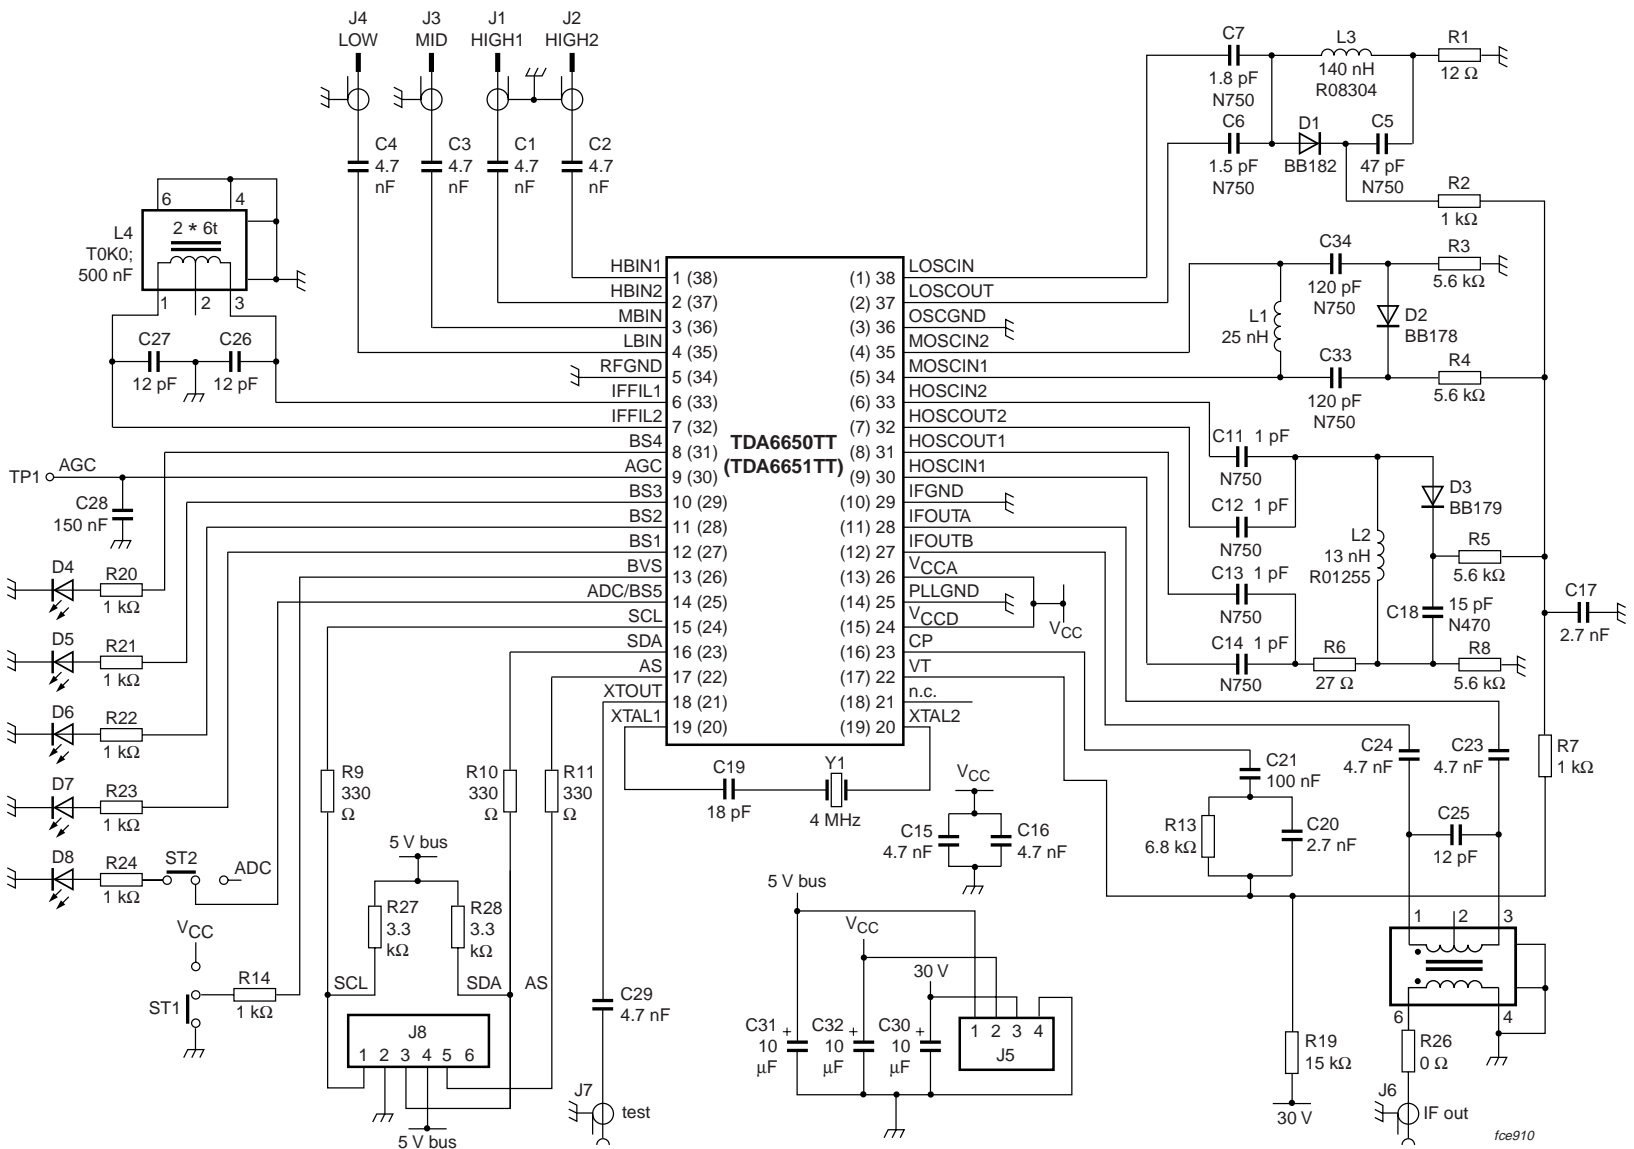 J4
LOW
J3
MID
J1
HIGH1
J2
HIGH2
C4
4.7
nF
C3
4.7
nF
C1
4.7
nF
C2
4.7
nF
C7
1.8 pF
N750
L3
140 nH
R08304
R1
12 Ω
C6
1.5 pF
N750
D1
BB182
C5
47 pF
N750
R2
1 kΩ
6
4
2 * 6t
L4
T0K0;
500 nF
1
2
3
C27
12 pF
C26
12 pF
C34
120 pF
N750
R3
5.6 kΩ
L1
25 nH
D2
BB178
C33
120 pF
N750
R4
5.6 kΩ
HBIN1
1 (38)
HBIN2
2 (37)
MBIN
3 (36)
LBIN
4 (35)
RFGND
5 (34)
IFFIL1
6 (33)
IFFIL2
7 (32)
BS4
8 (31)
AGC
9 (30)
BS3
10 (29)
BS2
11 (28)
BS1
12 (27)
BVS
13 (26)
ADC/BS5
14 (25)
SCL
15 (24)
SDA
16 (23)
AS
17 (22)
XTOUT
18 (21)
XTAL1
19 (20)
TDA6650TT
(TDA6651TT)
LOSCIN
(1) 38
LOSCOUT
(2) 37
OSCGND
(3) 36
MOSCIN2
(4) 35
MOSCIN1
(5) 34
HOSCIN2
(6) 33
HOSCOUT2
(7) 32
HOSCOUT1
(8) 31
HOSCIN1
(9) 30
IFGND
(10) 29
IFOUTA
(11) 28
IFOUTB
(12) 27
VCCA
(13) 26
PLLGND
(14) 25
VCCD
(15) 24
CP
(16) 23
VT
(17) 22
n.c.
(18) 21
XTAL2
(19) 20
VCC
TP1
AGC
C28
150 nF
D4
R20
1 kΩ
D5
R21
1 kΩ
D6
R22
1 kΩ
D7
R23
1 kΩ
D8
R24
1 kΩ
ST2
ADC
VCC
ST1
R14
1 kΩ
C11 1 pF
N750
C12 1 pF
N750
C13 1 pF
N750
C14 1 pF
N750
D3
BB179
L2
13 nH
R01255
R5
5.6 kΩ
C18
15 pF
N470
R6
27 Ω
R8
5.6 kΩ
C17
2.7 nF
R9
330
Ω
R10
330
Ω
R11
330
Ω
C19
18 pF
Y1
4 MHz
VCC
C15
4.7 nF
C16
4.7 nF
C21
100 nF
R13
6.8 kΩ
C20
2.7 nF
C24
4.7 nF
C23
4.7 nF
R7
1 kΩ
C25
12 pF
5 V bus
R27
3.3
kΩ
R28
3.3
kΩ
SCL
SDA
AS
J8
1 2 3 4 5 6
5 V bus
C29
4.7 nF
J7
test
5 V bus
VCC
30 V
C31
+
10
μF
C32
+
10
μF
C30
+
10
μF
1 2 3 4
J5
R19
15 kΩ
30 V
1
2
3
6
4
R26
0 Ω
J6
IF out
fce910